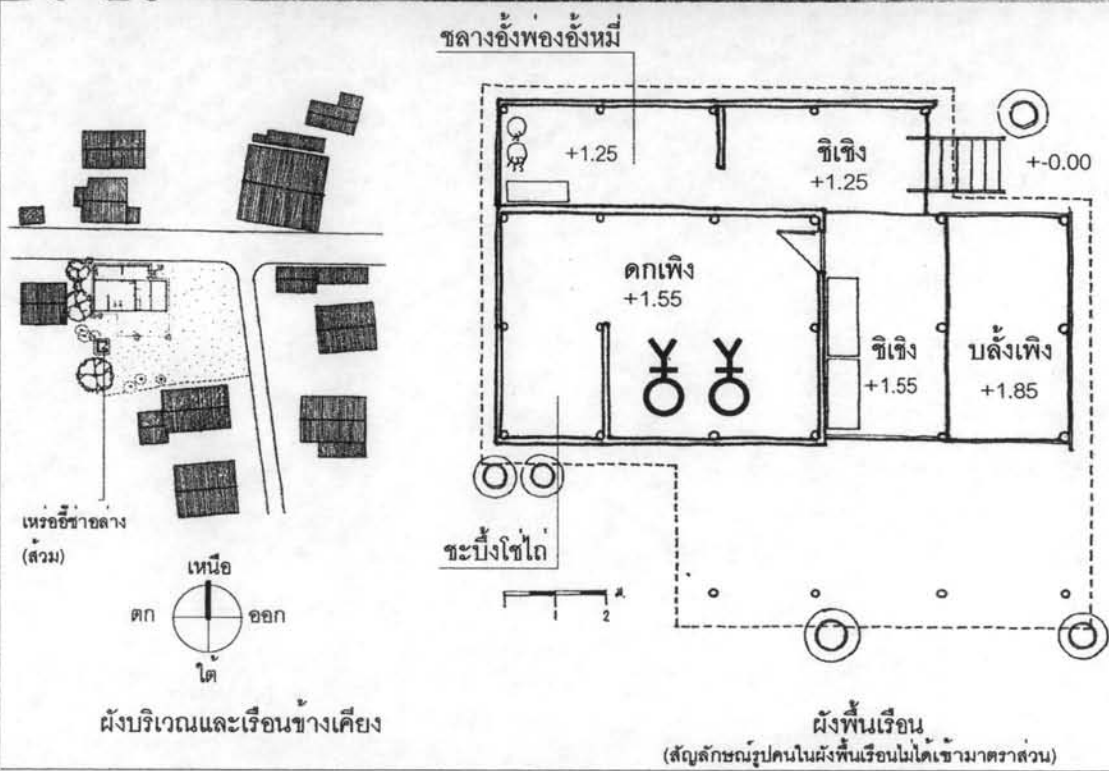 ชลางอั้งพ่องอั้งหมี่
+1.25
ชิเชิง
+1.25
+-0.00
ดกเพิง
+1.55
ชิเชิง
+1.55
บลั้งเพิง
+1.85
เหร่ออี้ซ่าอล่าง
(ส้วม)
ชะบึ้งโช่ไถ่
1
2
ม.
เหนือ
ตก
ออก
ใต้
ผังบริเวณและเรือนข้างเคียง
ผังพื้นเรือน
(สัญลักษณ์รูปคนในผังพื้นเรือนไม่ได้เข้ามาตราส่วน)